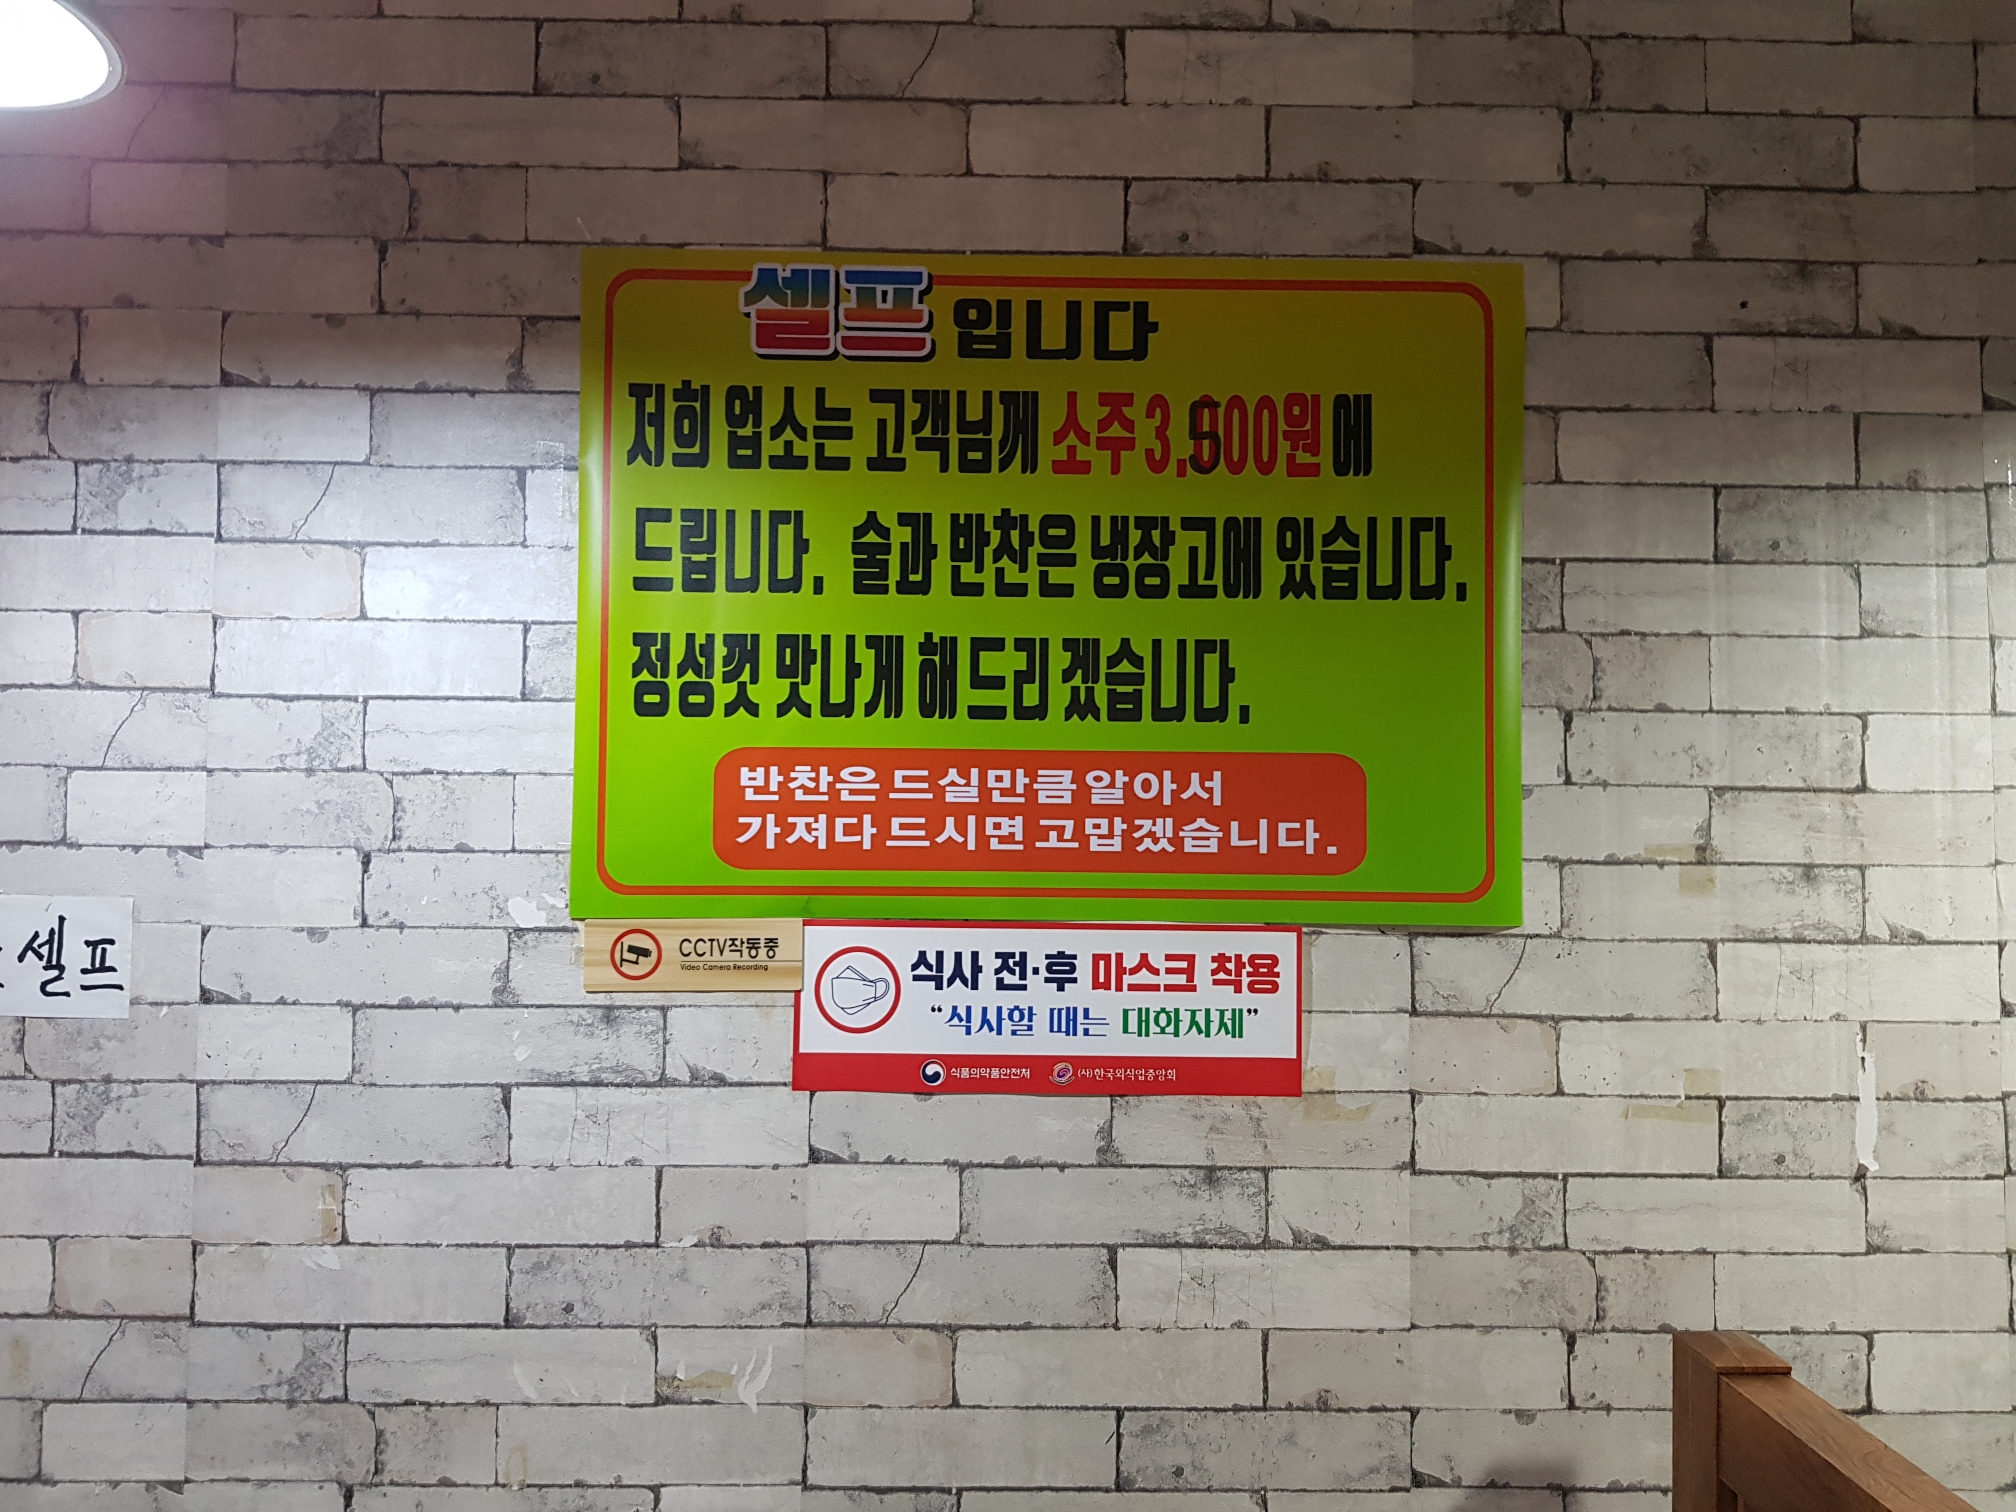 셀프 입니다
저희 업소는 고객님께 소주 3,500원에
드립니다. 술과 반찬은 냉장고에 있습니다.
정성껏 맛나게 해드리겠습니다.
반찬은 드실만큼 알아서
가져다 드시면 고맙겠습니다.
셀프
CCTV작동중
Video Camera Recording
식사 전·후 마스크 착용
“식사할 때는 대화자제”
식품의약품안전처 (사)한국외식업중앙회